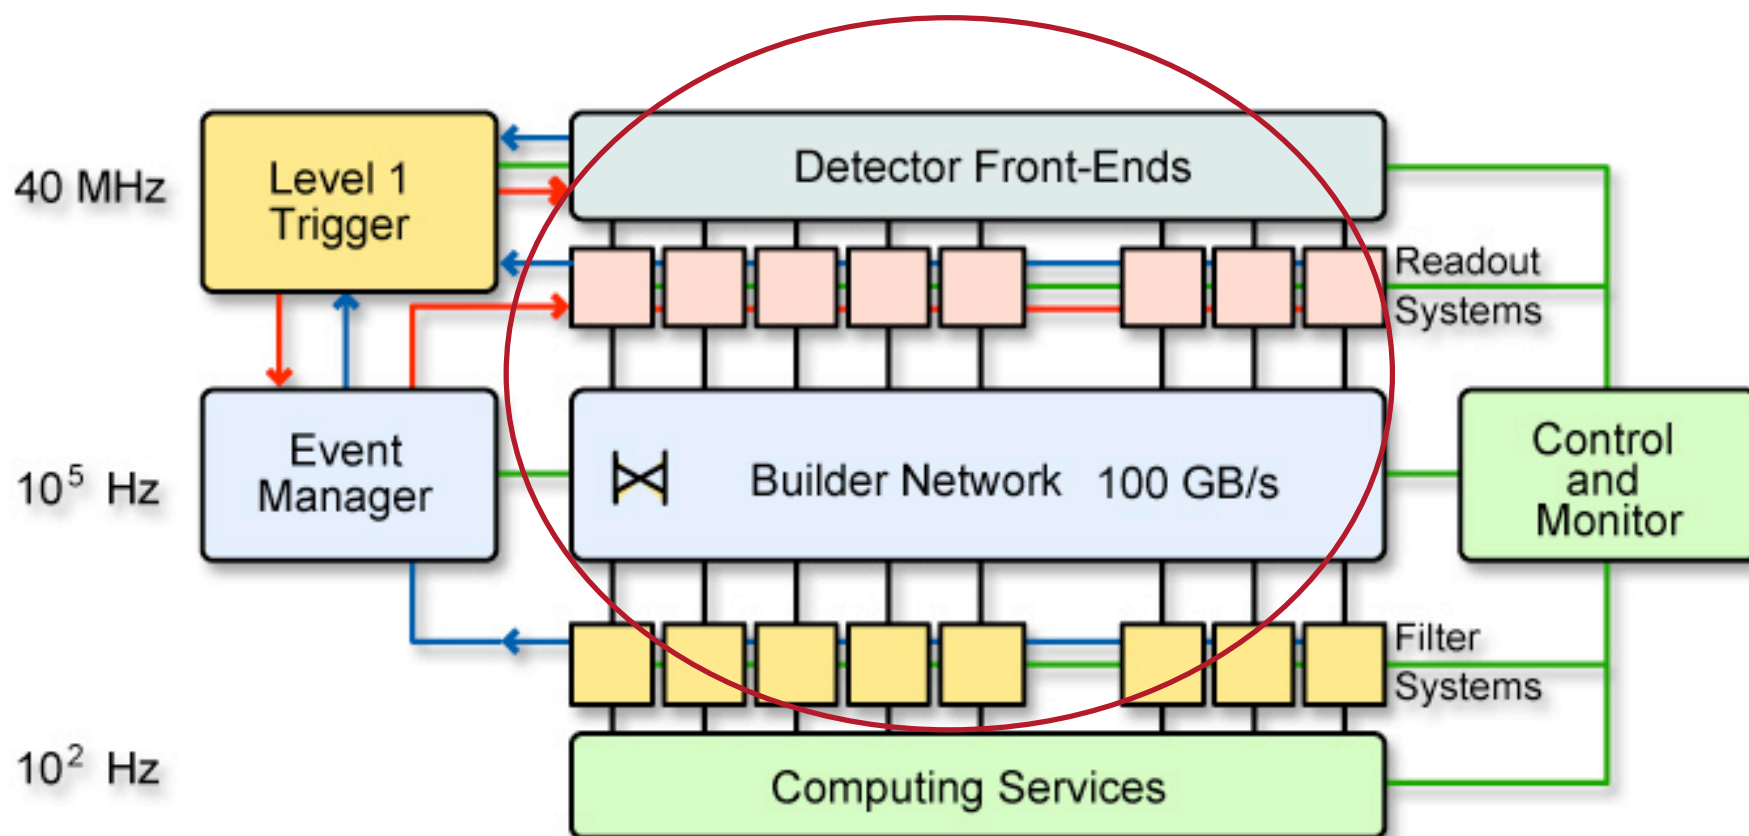 Level 1
Trigger
40 MHz
Detector Front-Ends
Readout
Systems
Event
Manager
10⁵ Hz
Builder Network 100 GB/s
Control
and
Monitor
Filter
Systems
10² Hz
Computing Services